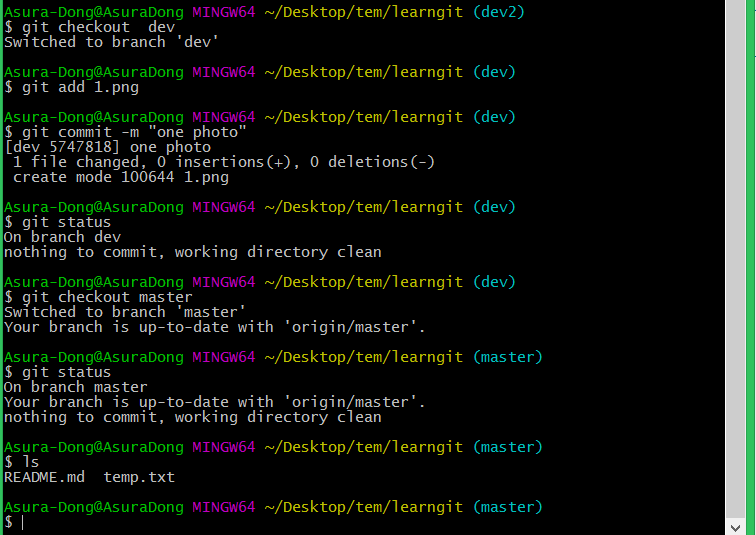 Asura-Dong@AsuraDong MINGW64 ~/Desktop/tem/learngit (dev2)
$ git checkout  dev
Switched to branch 'dev'
Asura-Dong@AsuraDong MINGW64 ~/Desktop/tem/learngit (dev)
$ git add 1.png
Asura-Dong@AsuraDong MINGW64 ~/Desktop/tem/learngit (dev)
$ git commit -m "one photo"
[dev 5747818] one photo
 1 file changed, 0 insertions(+), 0 deletions(-)
 create mode 100644 1.png
Asura-Dong@AsuraDong MINGW64 ~/Desktop/tem/learngit (dev)
$ git status
On branch dev
nothing to commit, working directory clean
Asura-Dong@AsuraDong MINGW64 ~/Desktop/tem/learngit (dev)
$ git checkout master
Switched to branch 'master'
Your branch is up-to-date with 'origin/master'.
Asura-Dong@AsuraDong MINGW64 ~/Desktop/tem/learngit (master)
$ git status
On branch master
Your branch is up-to-date with 'origin/master'.
nothing to commit, working directory clean
Asura-Dong@AsuraDong MINGW64 ~/Desktop/tem/learngit (master)
$ ls
README.md  temp.txt
Asura-Dong@AsuraDong MINGW64 ~/Desktop/tem/learngit (master)
$